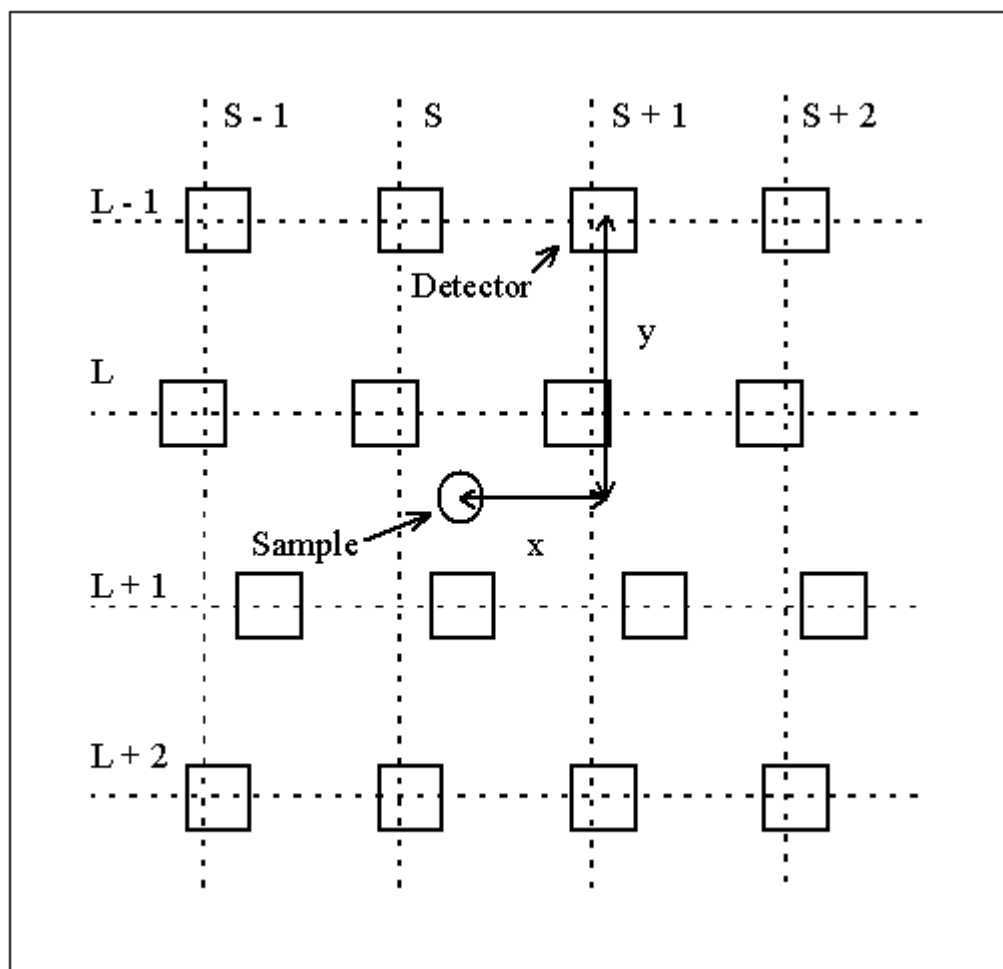 S - 1 S S + 1 S + 2
L - 1
Detector
y
L
Sample
x
L + 1
L + 2